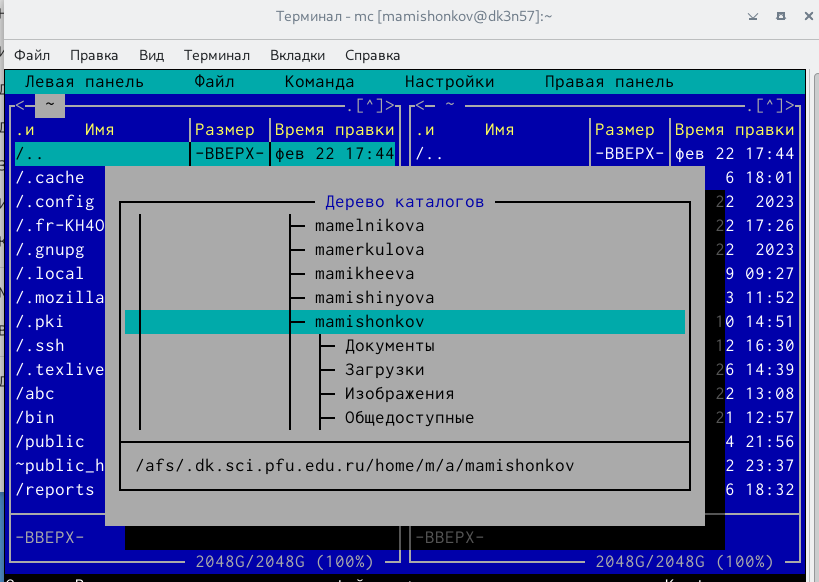 Терминал - mc [mamishonkov@dk3n57]:~
Файл Правка Вид Терминал Вкладки Справка
Левая панель Файл Команда Настройки Правая панель
<- ~ .[^]> <- ~ .[^]>
.и Имя Размер Время правки .и Имя Размер Время правки
/.. -ВВЕРХ- фев 22 17:44 /.. -ВВЕРХ- фев 22 17:44
/.cache 6 18:01
Дерево каталогов
/.config 22 2023
mamelnikova
/.fr-KH4O 22 17:26
mamerkulova
/.gnupg 22 2023
mamikheeva
/.local 9 09:27
mamishinyova
/.mozilla 3 11:52
mamishonkov
/.pki 10 14:51
Документы
/.ssh 12 16:30
Загрузки
/.texlive 26 14:39
Изображения
/abc 22 13:08
Общедоступные
/bin 21 12:57
/public 4 21:56
/afs/.dk.sci.pfu.edu.ru/home/m/a/mamishonkov
~public_h 2 23:37
/reports 6 18:32
-ВВЕРХ- -ВВЕРХ-
2048G/2048G (100%) 2048G/2048G (100%)